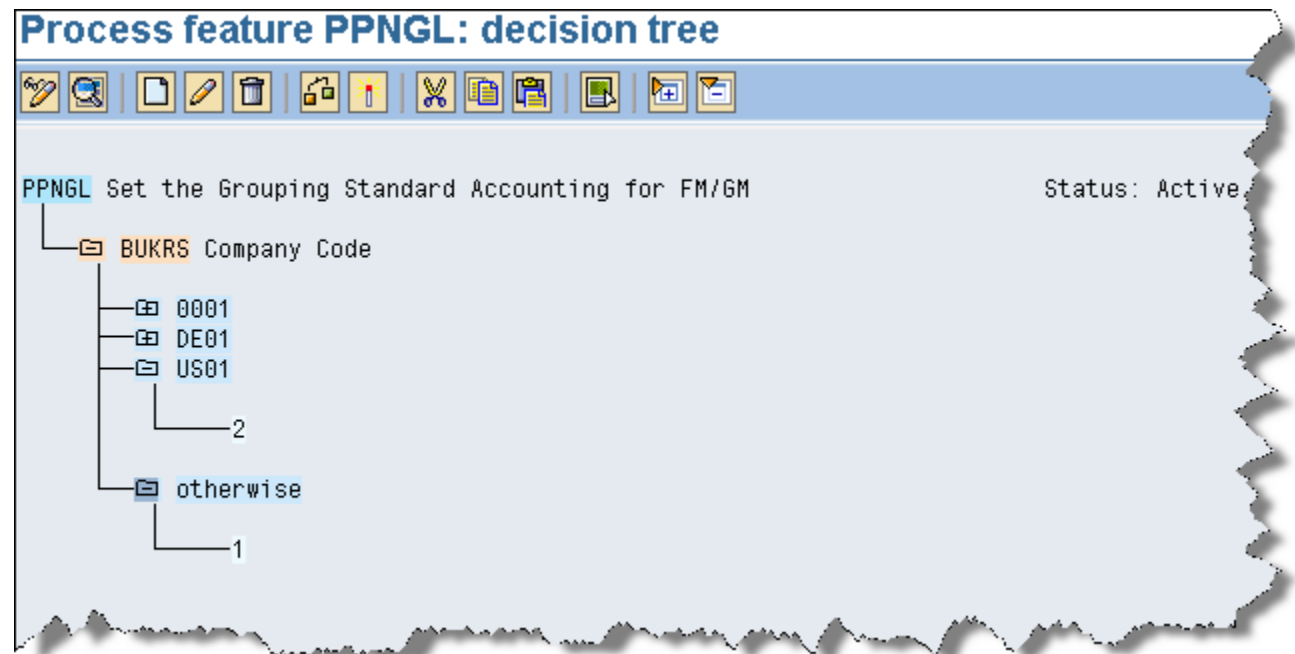 Process feature PPNGL: decision tree
PPNGL Set the Grouping Standard Accounting for FM/GM Status: Active
BUKRS Company Code
0001
DE01
US01
2
otherwise
1